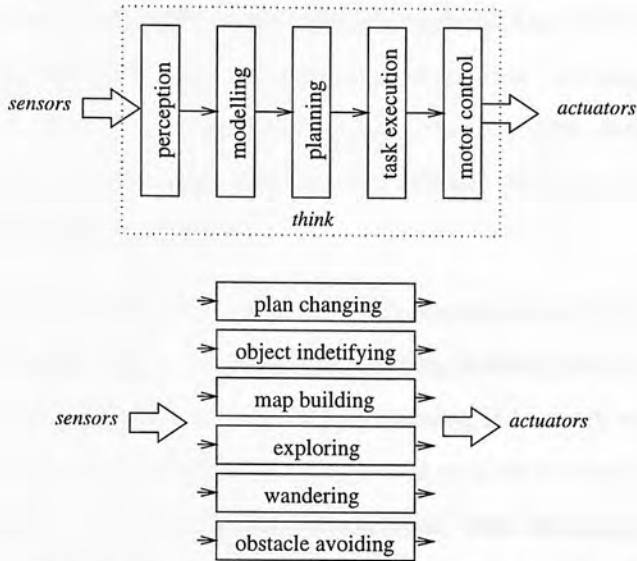 sensors
perception
modelling
planning
task execution
motor control
actuators
think
plan changing
object indetifying
map building
sensors
actuators
exploring
wandering
obstacle avoiding